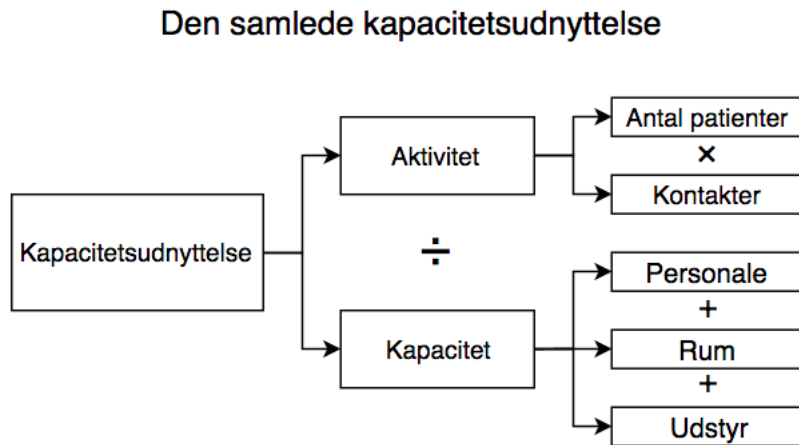 Den samlede kapacitetsudnyttelse
Antal patienter
×
Aktivitet
Kontakter
Kapacitetsudnyttelse
÷
Personale
+
Kapacitet
Rum
+
Udstyr